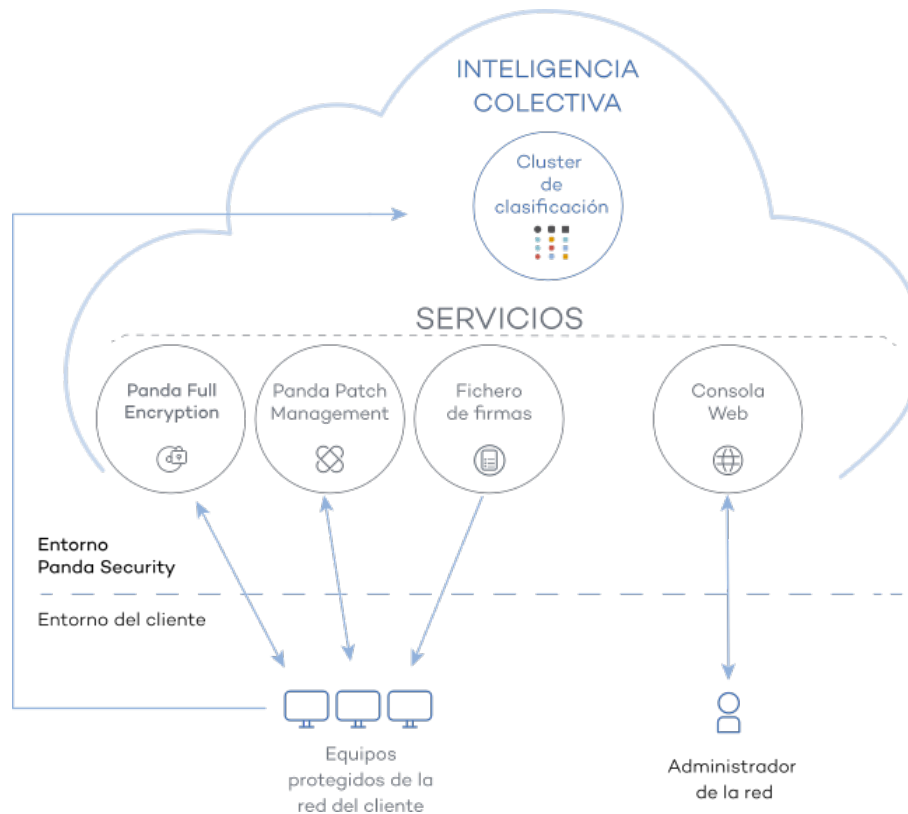 INTELIGENCIA
COLECTIVA
Cluster
de
clasificación
SERVICIOS
Panda Full
Encryption
Panda Patch
Management
Fichero
de firmas
Consola
Web
Entorno
Panda Security
Entorno del cliente
Equipos
protegidos de la
red del cliente
Administrador
de la red